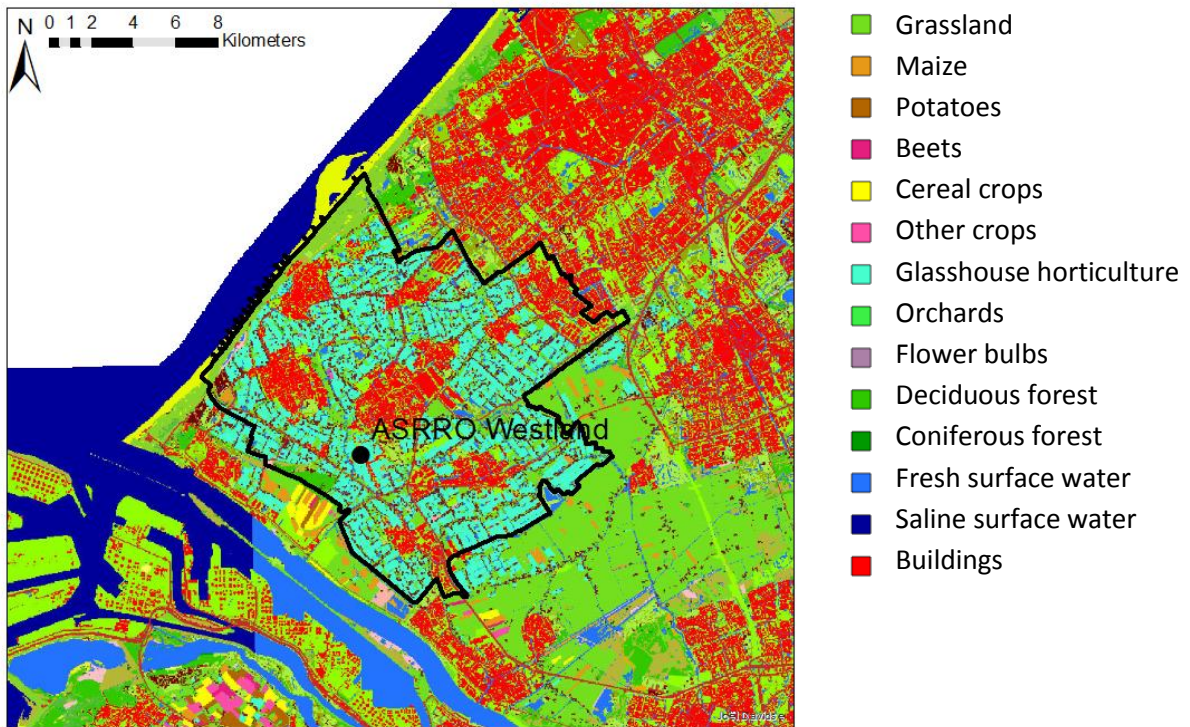 N
0 1 2 4 6 8
Kilometers
ASRRO Westland
Grassland
Maize
Potatoes
Beets
Cereal crops
Other crops
Glasshouse horticulture
Orchards
Flower bulbs
Deciduous forest
Coniferous forest
Fresh surface water
Saline surface water
Buildings